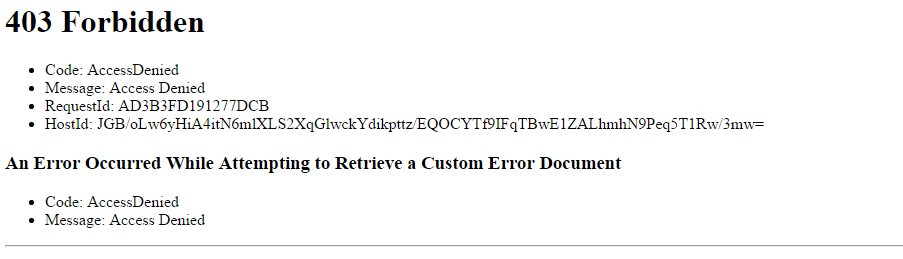 403 Forbidden
Code: AccessDenied
Message: Access Denied
RequestId: AD3B3FD191277DCB
HostId: JGB/oLw6yHiA4itN6mlXLS2XqGlwckYdikpttz/EQOCYTf9IFqTBwE1ZALhmhN9Peq5T1Rw/3mw=
An Error Occurred While Attempting to Retrieve a Custom Error Document
Code: AccessDenied
Message: Access Denied